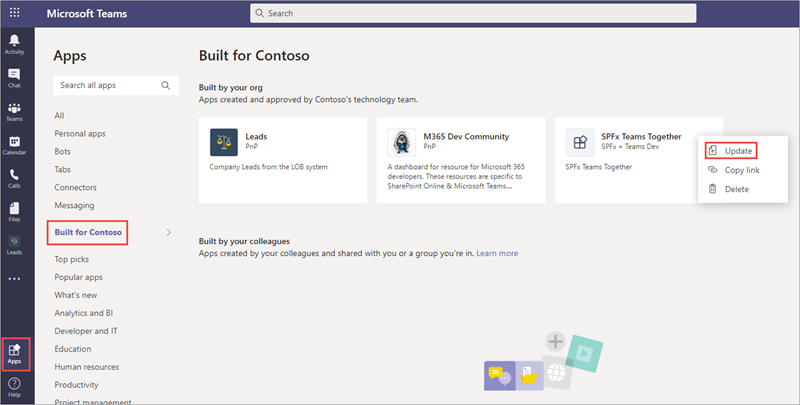 Microsoft Teams
Search
Activity
Chat
Teams
Calendar
Calls
Files
Leads
Apps
Help
Apps
Search all apps
All
Personal apps
Bots
Tabs
Connectors
Messaging
Built for Contoso
Top picks
Popular apps
What's new
Analytics and BI
Developer and IT
Education
Human resources
Productivity
Project management
Built for Contoso
Built by your org
Apps created and approved by Contoso's technology team.
Leads
PnP
Company Leads from the LOB system
M365 Dev Community
PnP
A dashboard for resource for Microsoft 365
developers. These resources are specific to
SharePoint Online & Microsoft Teams...
SPFx Teams Together
SPFx + Teams Dev
SPFx Teams Together
Update
Copy link
Delete
Built by your colleagues
Apps created by your colleagues and shared with you or a group you're in. Learn more